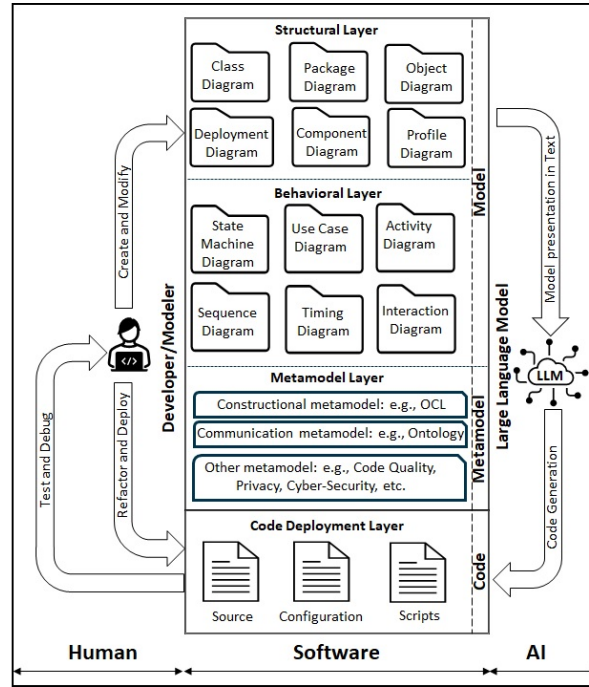 Structural Layer
Class
Diagram
Package
Diagram
Object
Diagram
Deployment
Diagram
Component
Diagram
Profile
Diagram
Behavioral Layer
State
Machine
Diagram
Use Case
Diagram
Activity
Diagram
Sequence
Diagram
Timing
Diagram
Interaction
Diagram
Metamodel Layer
Constructional metamodel: e.g., OCL
Communication metamodel: e.g., Ontology
Other metamodel: e.g., Code Quality,
Privacy, Cyber-Security, etc.
Code Deployment Layer
Source
Configuration
Scripts
Model
Metamodel
Code
Create and Modify
Developer/Modeler
Refactor and Deploy
Test and Debug
</>
Model presentation in Text
Large Language Model
LLM
Code Generation
Human
Software
AI